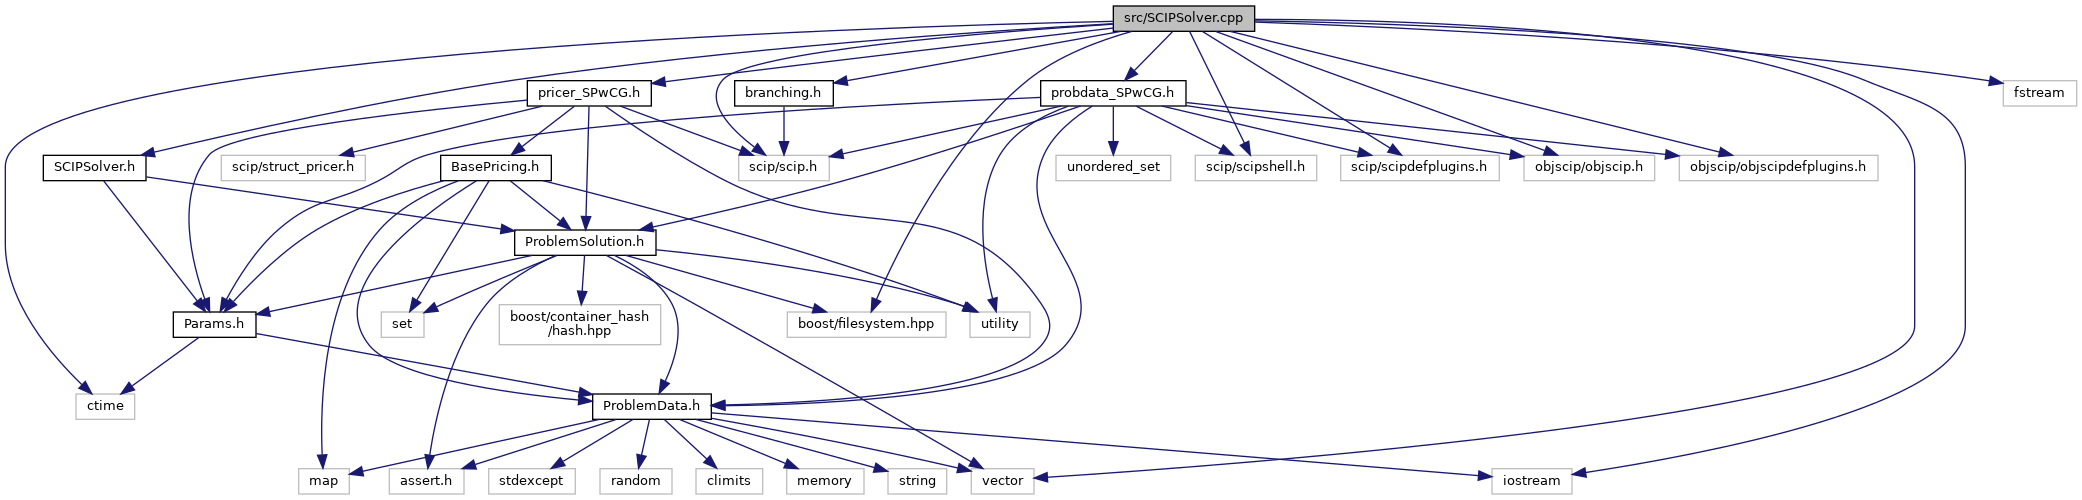 src/SCIPSolver.cpp
pricer_SPwCG.h
branching.h
probdata_SPwCG.h
fstream
SCIPSolver.h
scip/struct_pricer.h
BasePricing.h
scip/scip.h
unordered_set
scip/scipshell.h
scip/scipdefplugins.h
objscip/objscip.h
objscip/objscipdefplugins.h
ProblemSolution.h
Params.h
set
boost/container_hash
/hash.hpp
boost/filesystem.hpp
utility
ctime
ProblemData.h
map
assert.h
stdexcept
random
climits
memory
string
vector
iostream